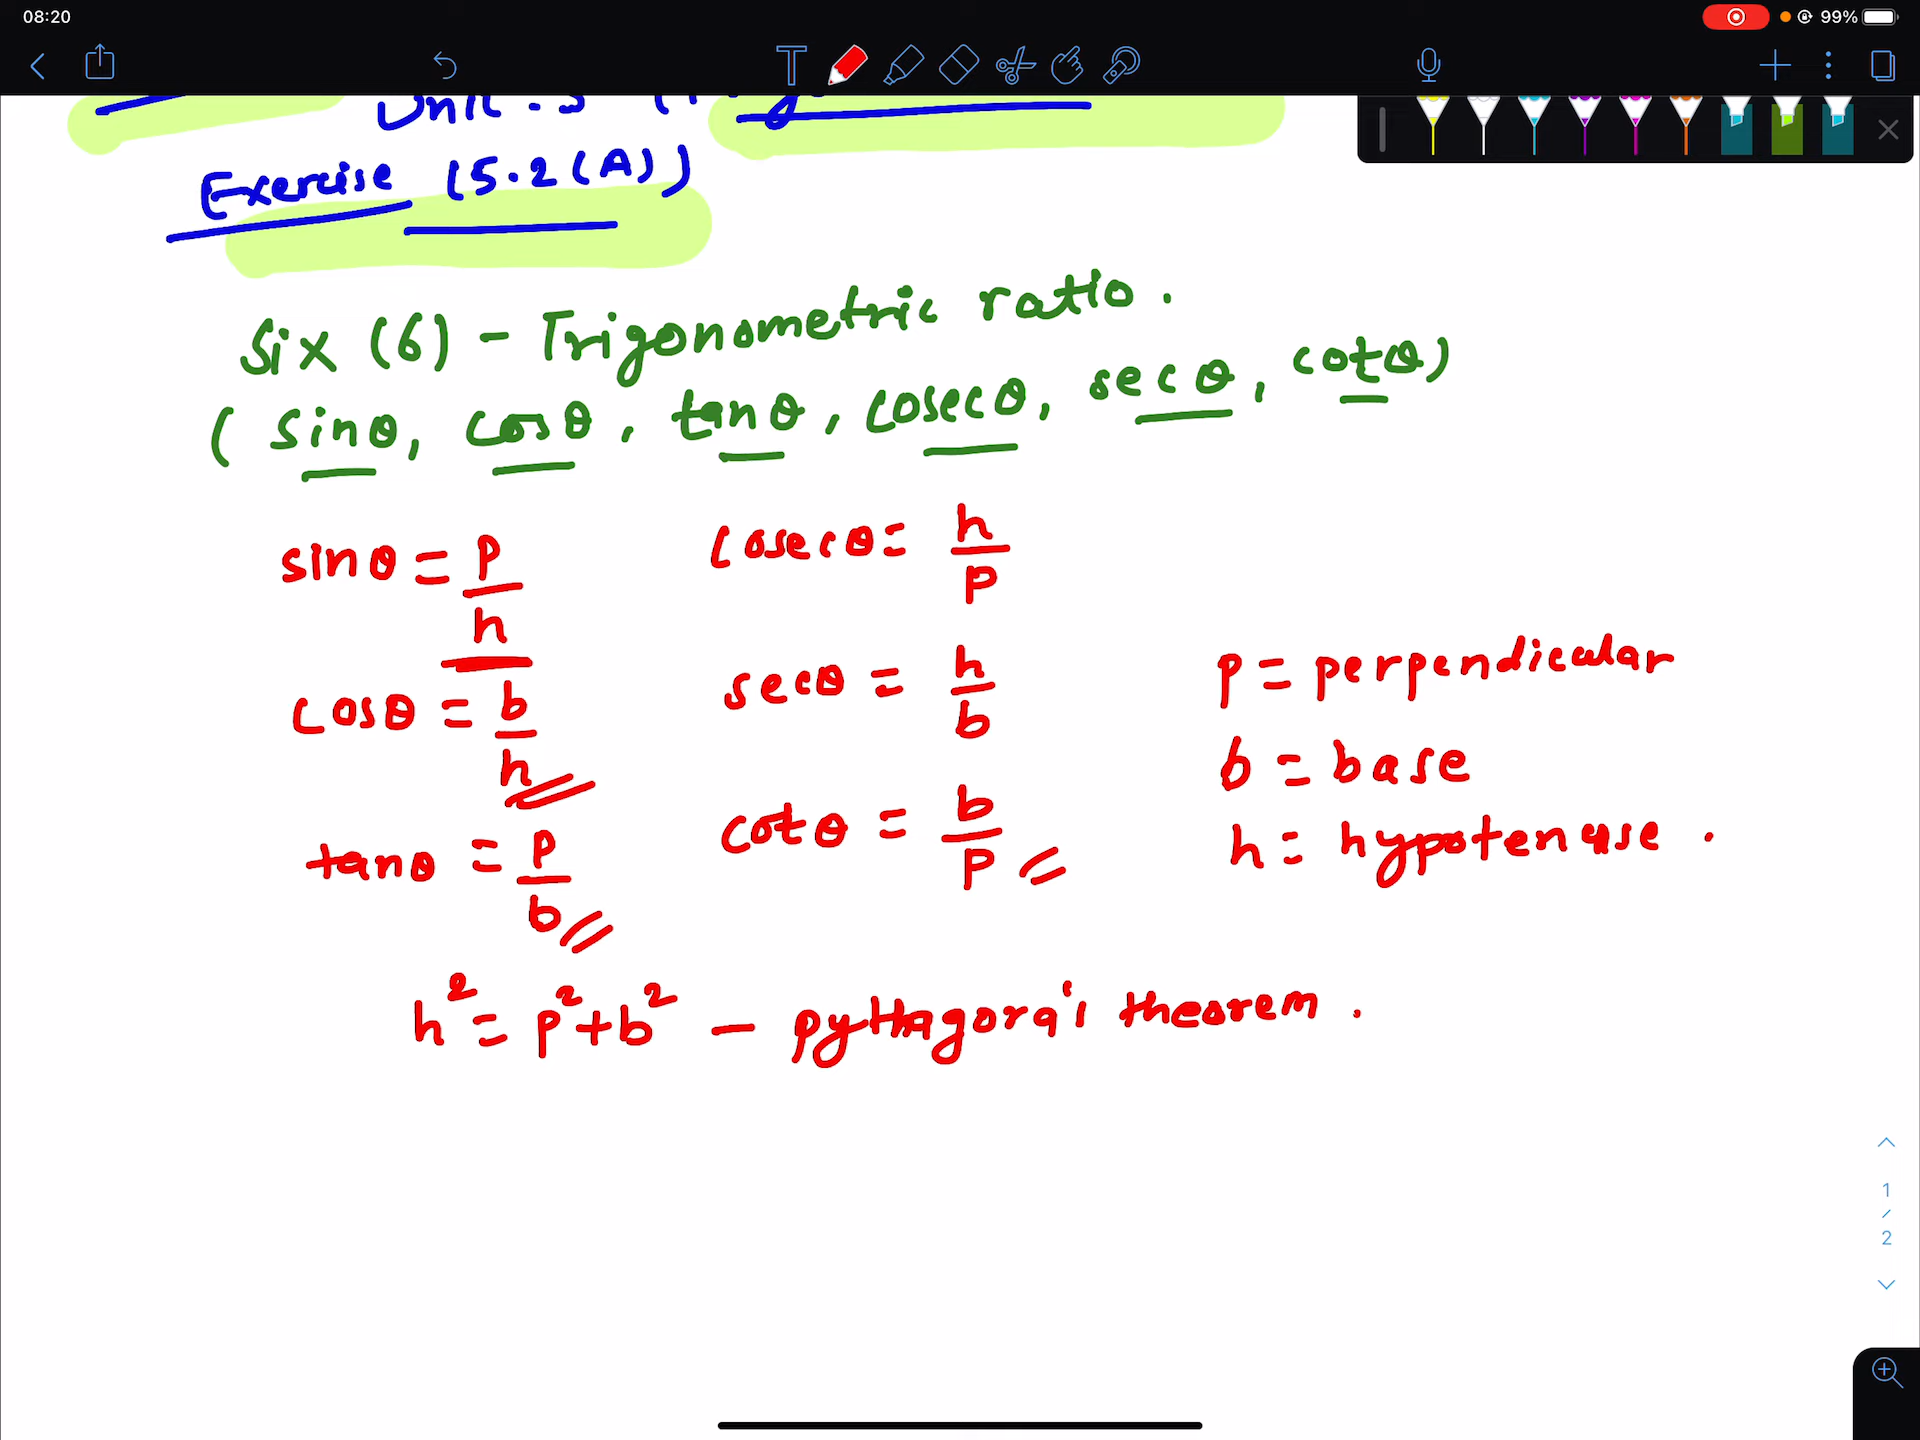 08:20
99%
Unit - 5
Exercise (5.2(A))
Six (6) - Trigonometric ratio.
( sinθ, cosθ, tanθ, cosecθ, secθ, cotθ)
sinθ = p/h
cosecθ = h/p
cosθ = b/h
secθ = h/b
tanθ = p/b
cotθ = b/p
p = perpendicular
b = base
h = hypotenuse.
h² = p² + b² — pythagora's theorem.
1
/
2